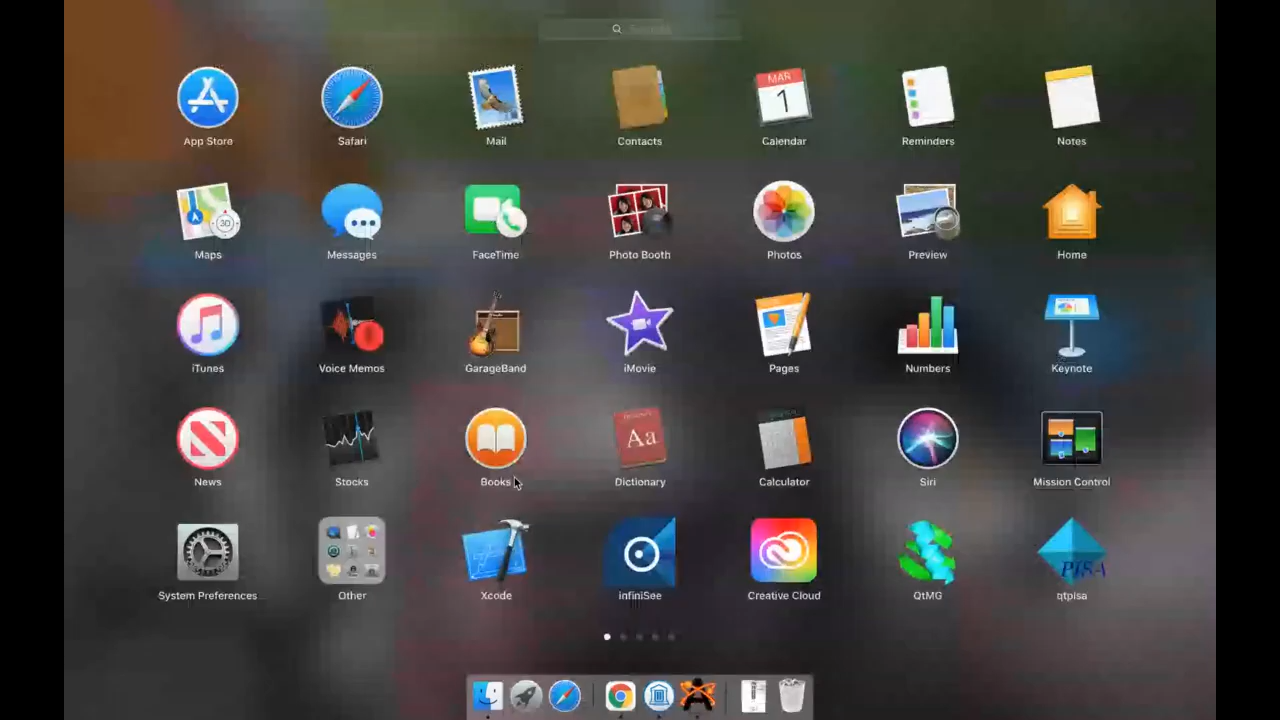 Search
App Store Safari Mail Contacts Calendar Reminders Notes
MAR
1
Maps Messages FaceTime Photo Booth Photos Preview Home
30
iTunes Voice Memos GarageBand iMovie Pages Numbers Keynote
News Stocks Books Dictionary Calculator Siri Mission Control
Aa
System Preferences Other Xcode infiniSee Creative Cloud QtMG qtpisa
PISA